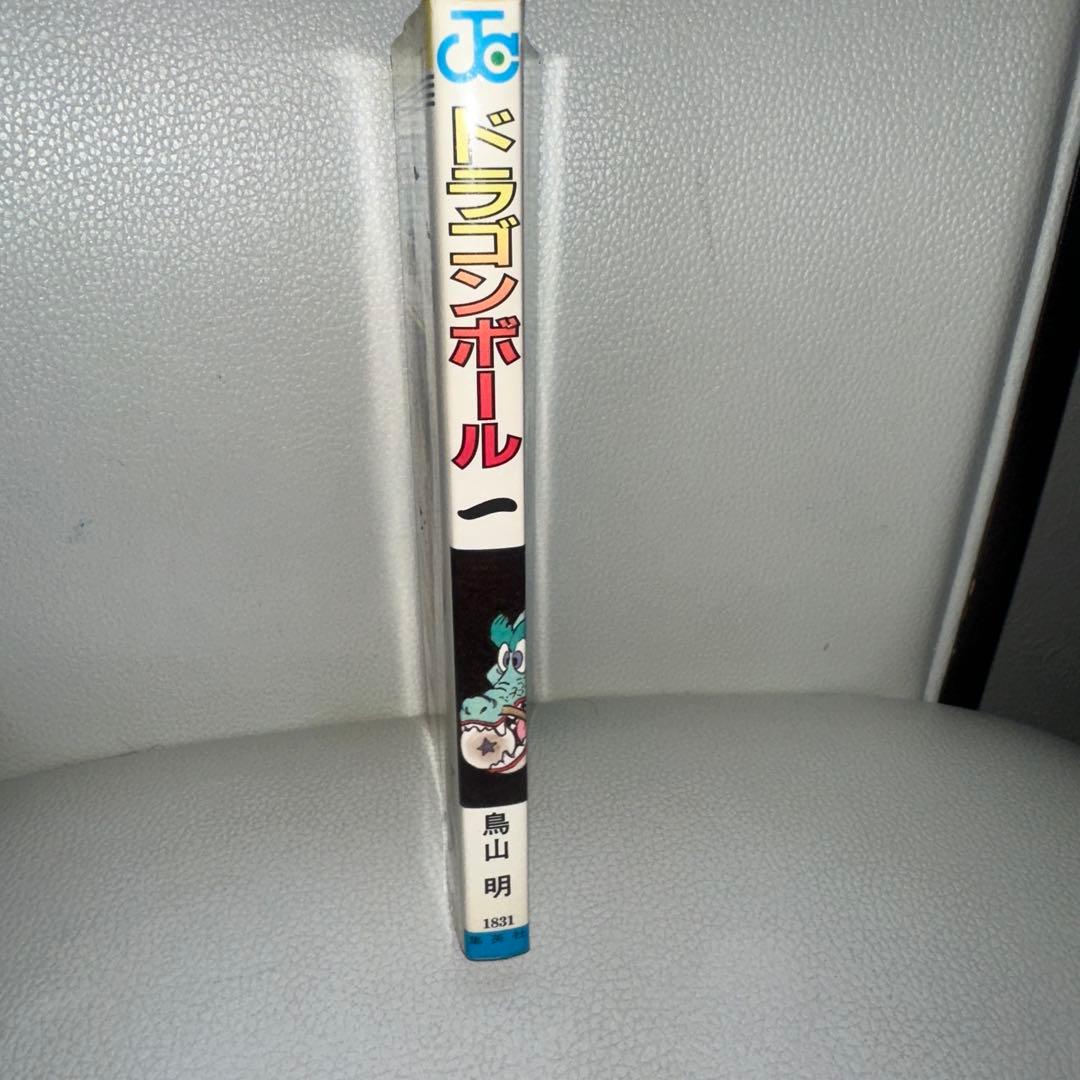 JC
ドラゴンボール
一
鳥山 明
1831
集英社